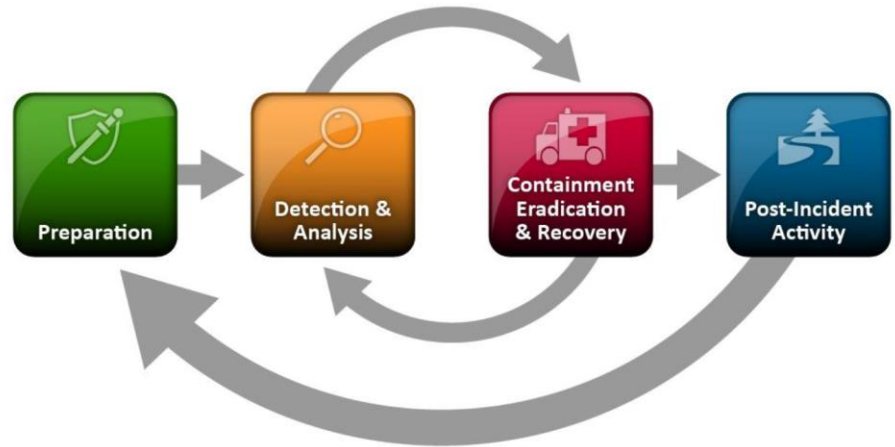 Preparation
Detection &
Analysis
Containment
Eradication
& Recovery
Post-Incident
Activity